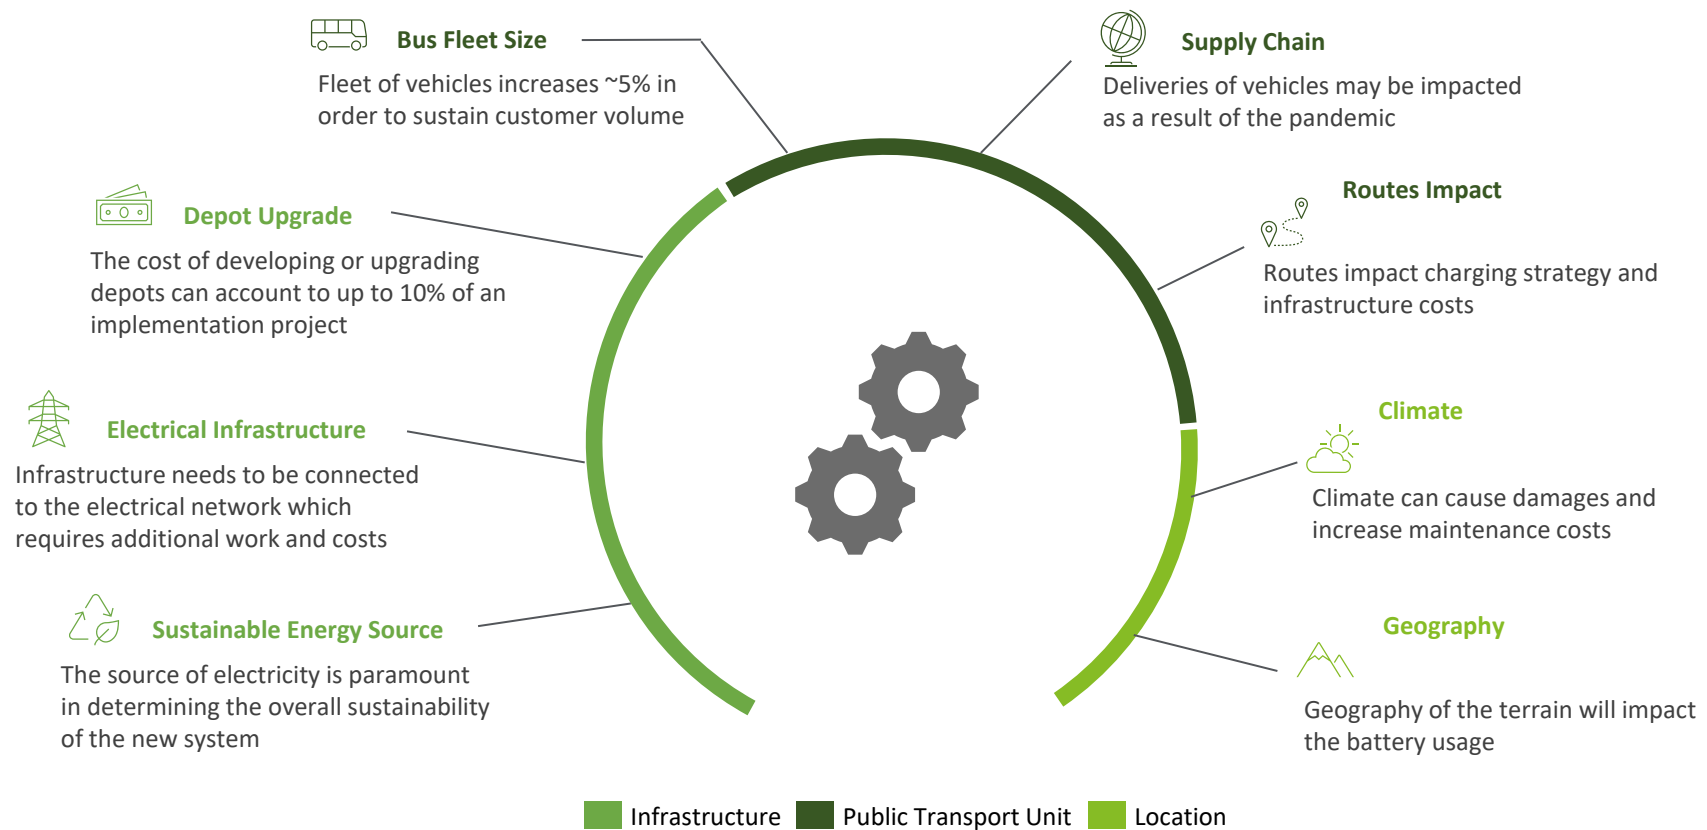 Bus Fleet Size
Fleet of vehicles increases ~5% in
order to sustain customer volume
Supply Chain
Deliveries of vehicles may be impacted
as a result of the pandemic
Depot Upgrade
The cost of developing or upgrading
depots can account to up to 10% of an
implementation project
Routes Impact
Routes impact charging strategy and
infrastructure costs
Electrical Infrastructure
Infrastructure needs to be connected
to the electrical network which
requires additional work and costs
Climate
Climate can cause damages and
increase maintenance costs
Sustainable Energy Source
The source of electricity is paramount
in determining the overall sustainability
of the new system
Geography
Geography of the terrain will impact
the battery usage
Infrastructure
Public Transport Unit
Location